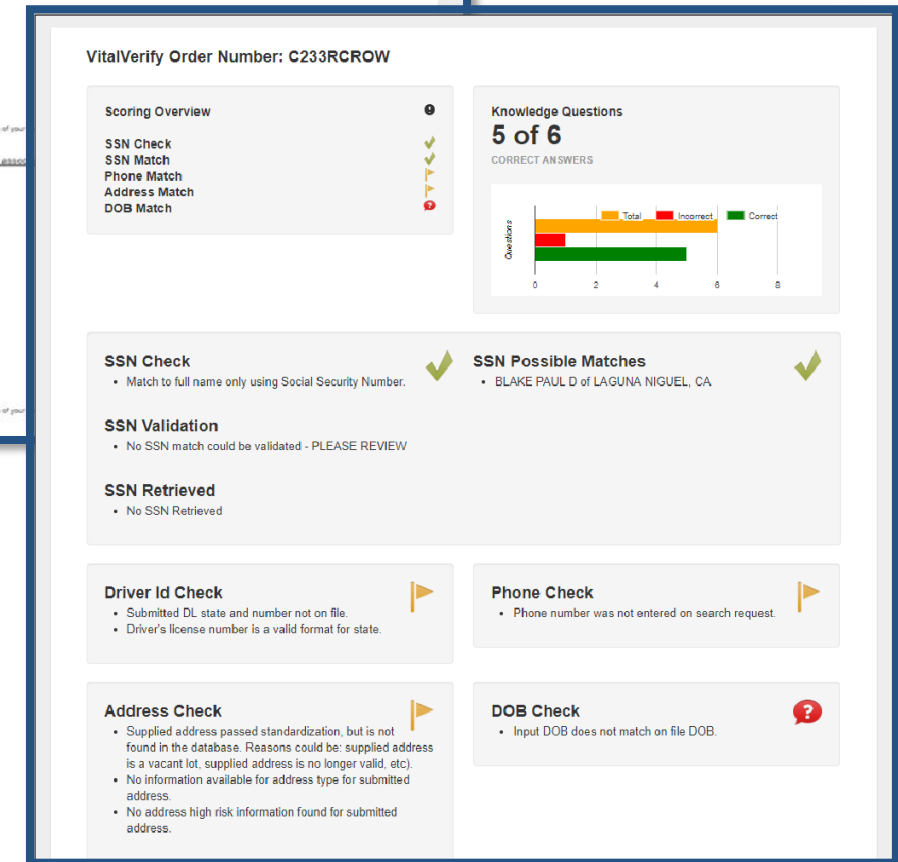 of your
assoc
of your
VitalVerify Order Number: C233RCROW
Scoring Overview
SSN Check
SSN Match
Phone Match
Address Match
DOB Match
Knowledge Questions
5 of 6
CORRECT ANSWERS
Total Incorrect Correct
Questions
0 2 4 6 8
SSN Check
• Match to full name only using Social Security Number.
SSN Validation
• No SSN match could be validated - PLEASE REVIEW
SSN Retrieved
• No SSN Retrieved
SSN Possible Matches
• BLAKE PAUL D of LAGUNA NIGUEL, CA
Driver Id Check
• Submitted DL state and number not on file.
• Driver's license number is a valid format for state.
Phone Check
• Phone number was not entered on search request.
Address Check
• Supplied address passed standardization, but is not
found in the database. Reasons could be: supplied address
is a vacant lot, supplied address is no longer valid, etc).
• No information available for address type for submitted
address.
• No address high risk information found for submitted
address.
DOB Check
• Input DOB does not match on file DOB.